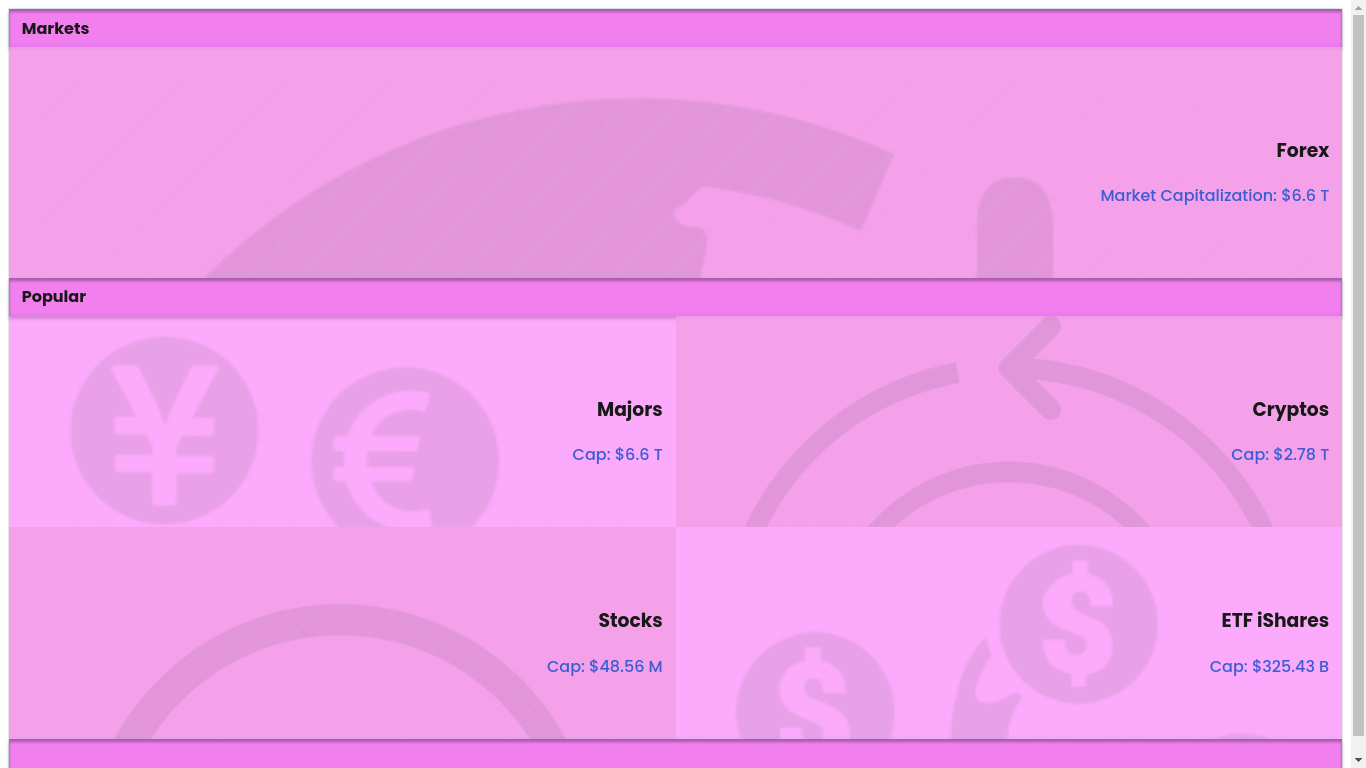 Markets
Forex
Market Capitalization: $6.6 T
Popular
Majors
Cap: $6.6 T
Cryptos
Cap: $2.78 T
Stocks
Cap: $48.56 M
ETF iShares
Cap: $325.43 B